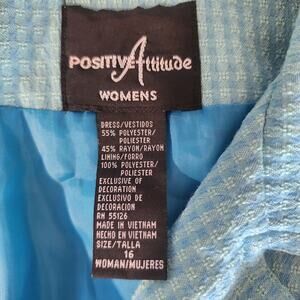 POSITIVE Attitude
WOMENS
DRESS/VESTIDOS
55% POLYESTER/
POLIESTER
45% RAYON/RAYON
LINING/FORRO
100% POLYESTER/
POLIESTER
EXCLUSIVE OF
DECORATION
EXCLUSIVO DE
DECORACION
RN 55126
MADE IN VIETNAM
HECHO EN VIETNAM
SIZE/TALLA
16
WOMAN/MUJERES